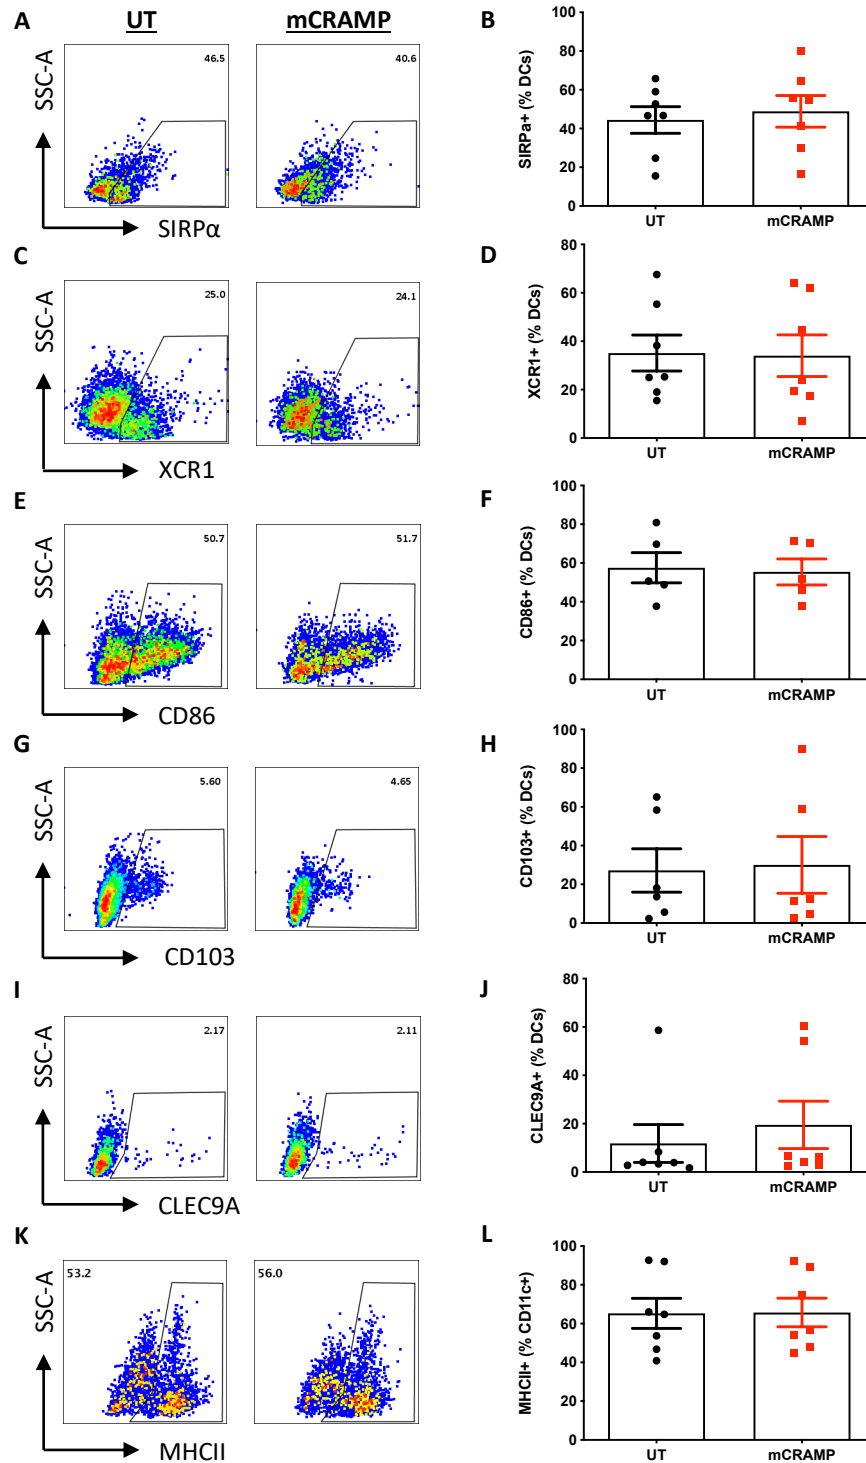 A
UT
mCRAMP
SSC-A
46.5
40.6
SIRPα
B
SIRPa+ (% DCs)
100
80
60
40
20
0
UT
mCRAMP
C
SSC-A
25.0
24.1
XCR1
D
XCR1+ (% DCs)
80
60
40
20
0
UT
mCRAMP
E
SSC-A
50.7
51.7
CD86
F
CD86+ (% DCs)
100
80
60
40
20
0
UT
mCRAMP
G
SSC-A
5.60
4.65
CD103
H
CD103+ (% DCs)
100
80
60
40
20
0
UT
mCRAMP
I
SSC-A
2.17
2.11
CLEC9A
J
CLEC9A+ (% DCs)
80
60
40
20
0
UT
mCRAMP
K
SSC-A
53.2
56.0
MHCII
L
MHCII+ (% CD11c+)
100
80
60
40
20
0
UT
mCRAMP